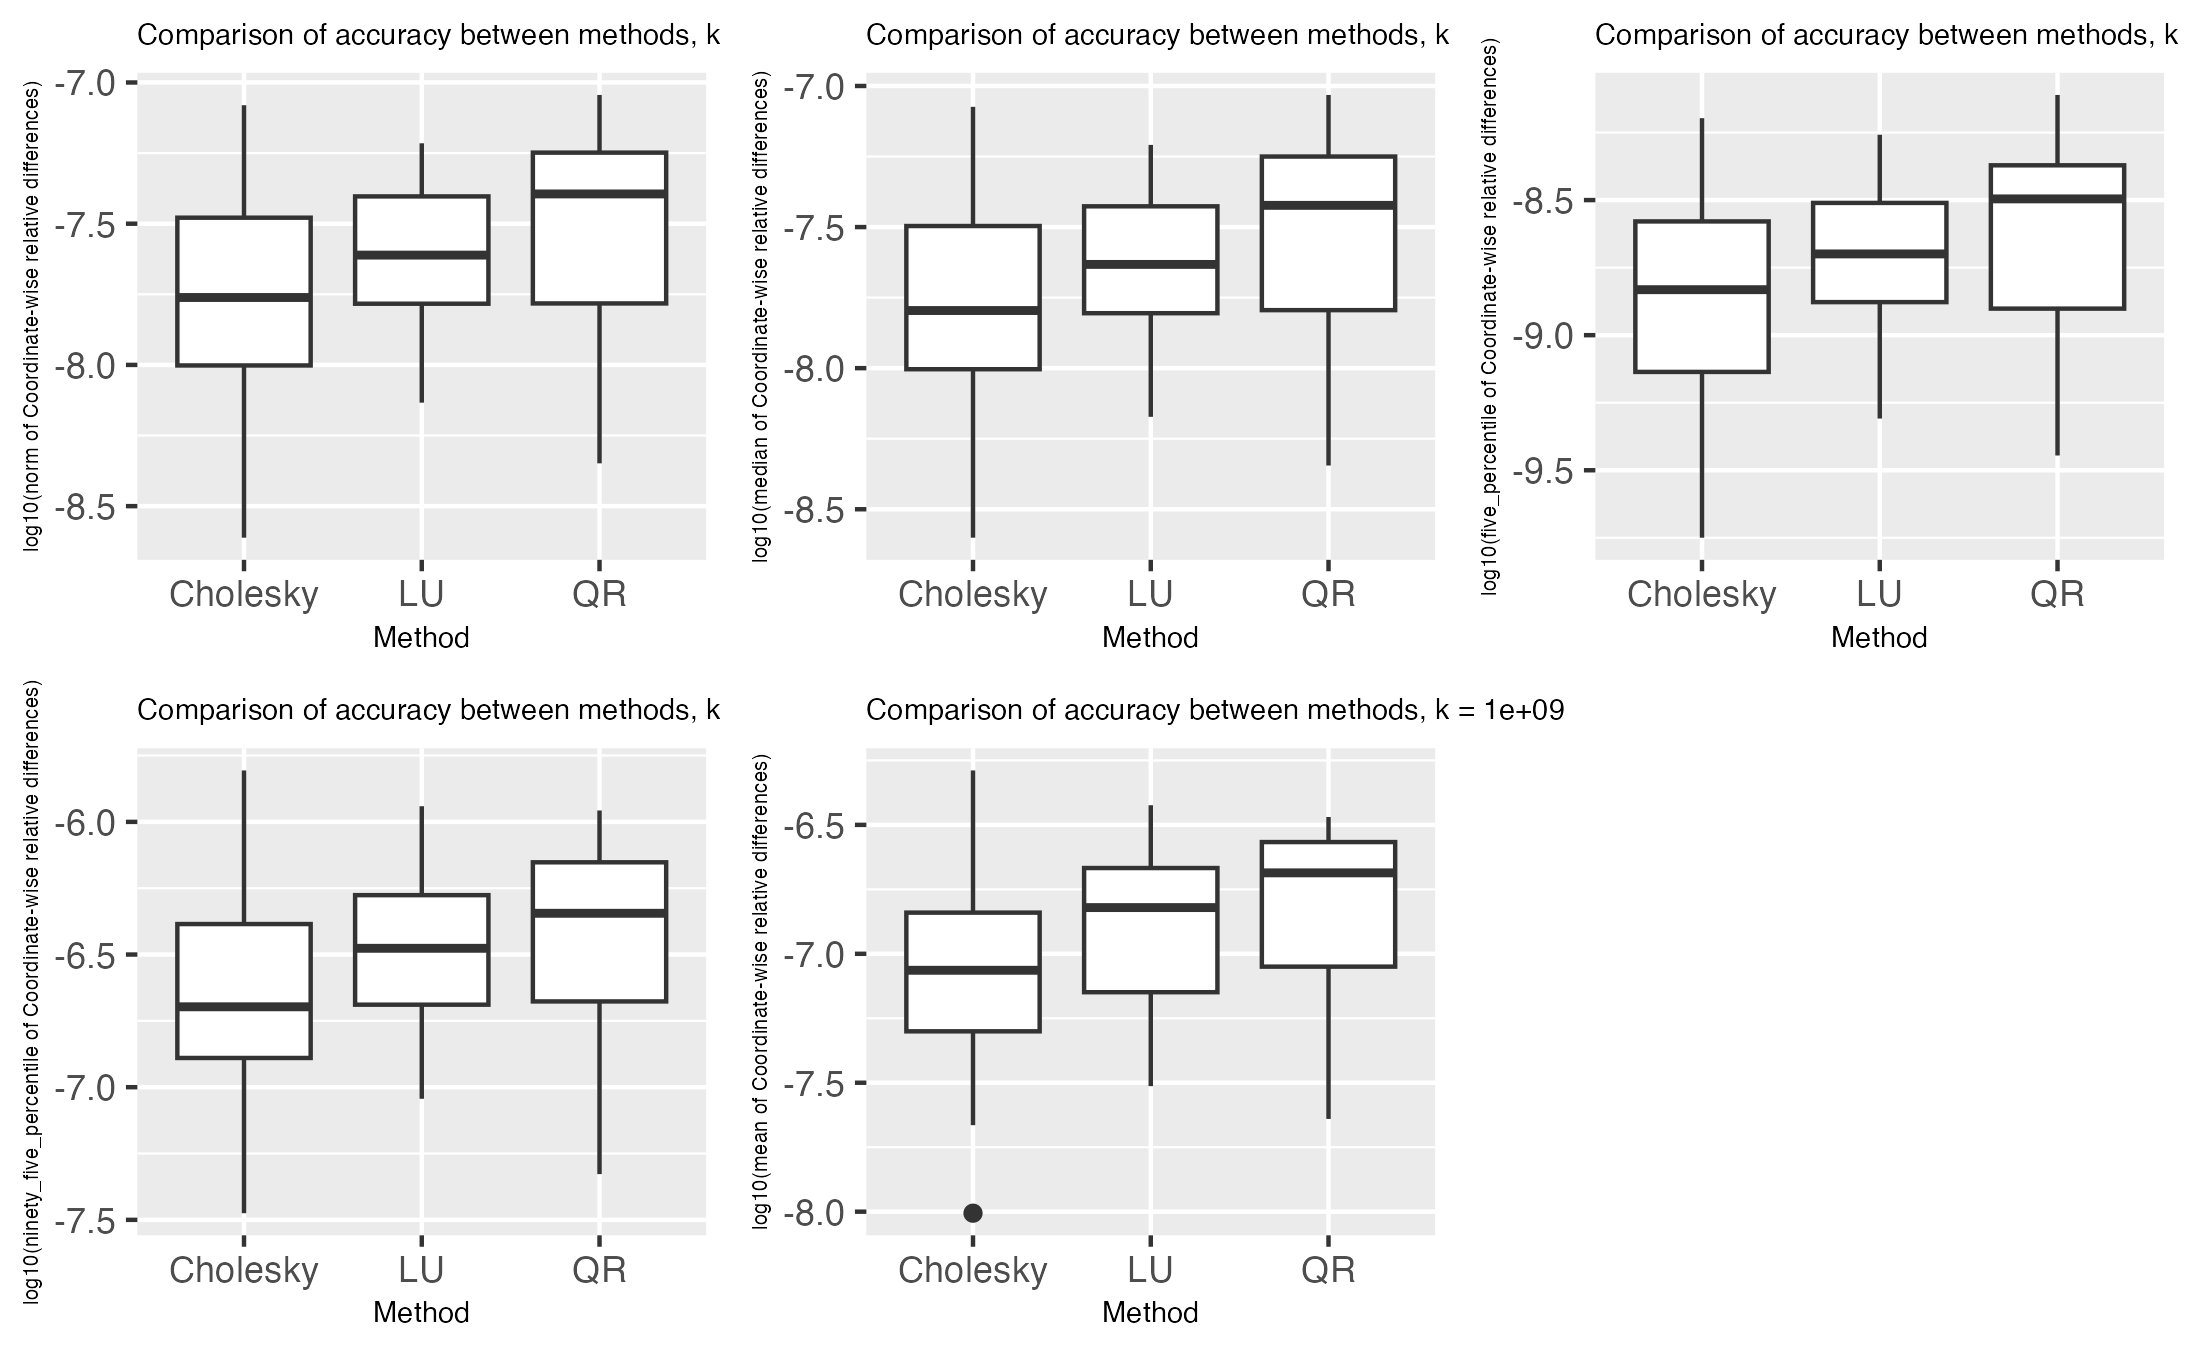 Comparison of accuracy between methods, k
log10(norm of Coordinate-wise relative differences)
-7.0
-7.5
-8.0
-8.5
Cholesky LU QR
Method
Comparison of accuracy between methods, k
log10(median of Coordinate-wise relative differences)
-7.0
-7.5
-8.0
-8.5
Cholesky LU QR
Method
Comparison of accuracy between methods, k
log10(five_percentile of Coordinate-wise relative differences)
-8.5
-9.0
-9.5
Cholesky LU QR
Method
Comparison of accuracy between methods, k
log10(ninety_five_percentile of Coordinate-wise relative differences)
-6.0
-6.5
-7.0
-7.5
Cholesky LU QR
Method
Comparison of accuracy between methods, k = 1e+09
log10(mean of Coordinate-wise relative differences)
-6.5
-7.0
-7.5
-8.0
Cholesky LU QR
Method